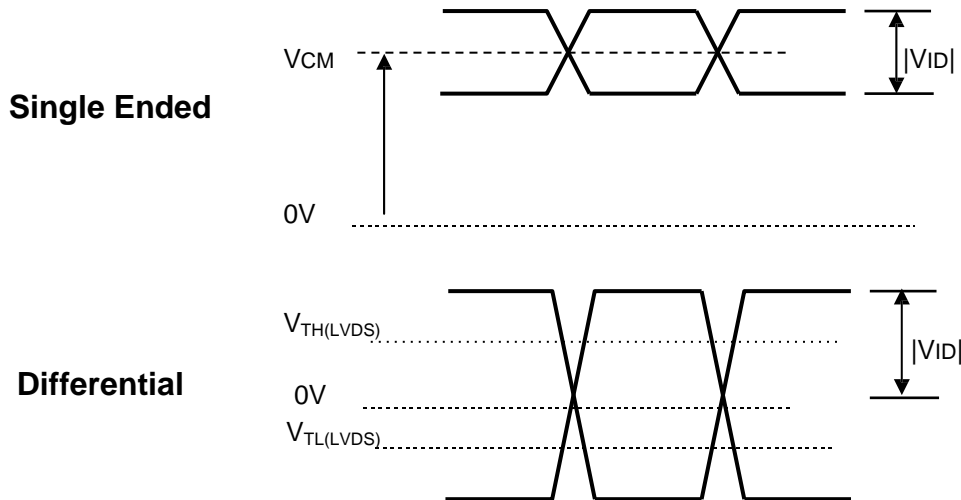 VCM
|VID|
Single Ended
0V
VTH(LVDS)
|VID|
Differential
0V
VTL(LVDS)